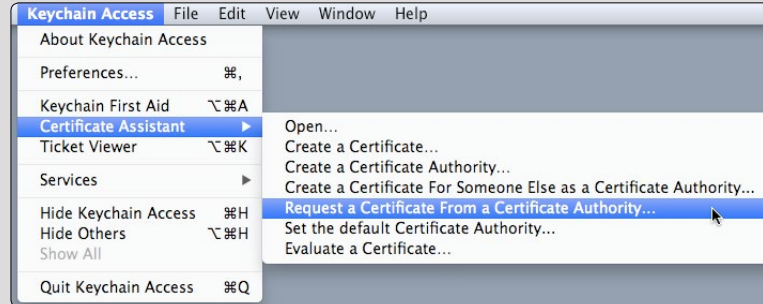 Keychain Access File Edit View Window Help
About Keychain Access
Preferences... ⌘,
Keychain First Aid ⌥⌘A
Certificate Assistant ▶
Ticket Viewer ⌥⌘K
Services ▶
Hide Keychain Access ⌘H
Hide Others ⌥⌘H
Show All
Quit Keychain Access ⌘Q
Open...
Create a Certificate...
Create a Certificate Authority...
Create a Certificate For Someone Else as a Certificate Authority...
Request a Certificate From a Certificate Authority...
Set the default Certificate Authority...
Evaluate a Certificate...